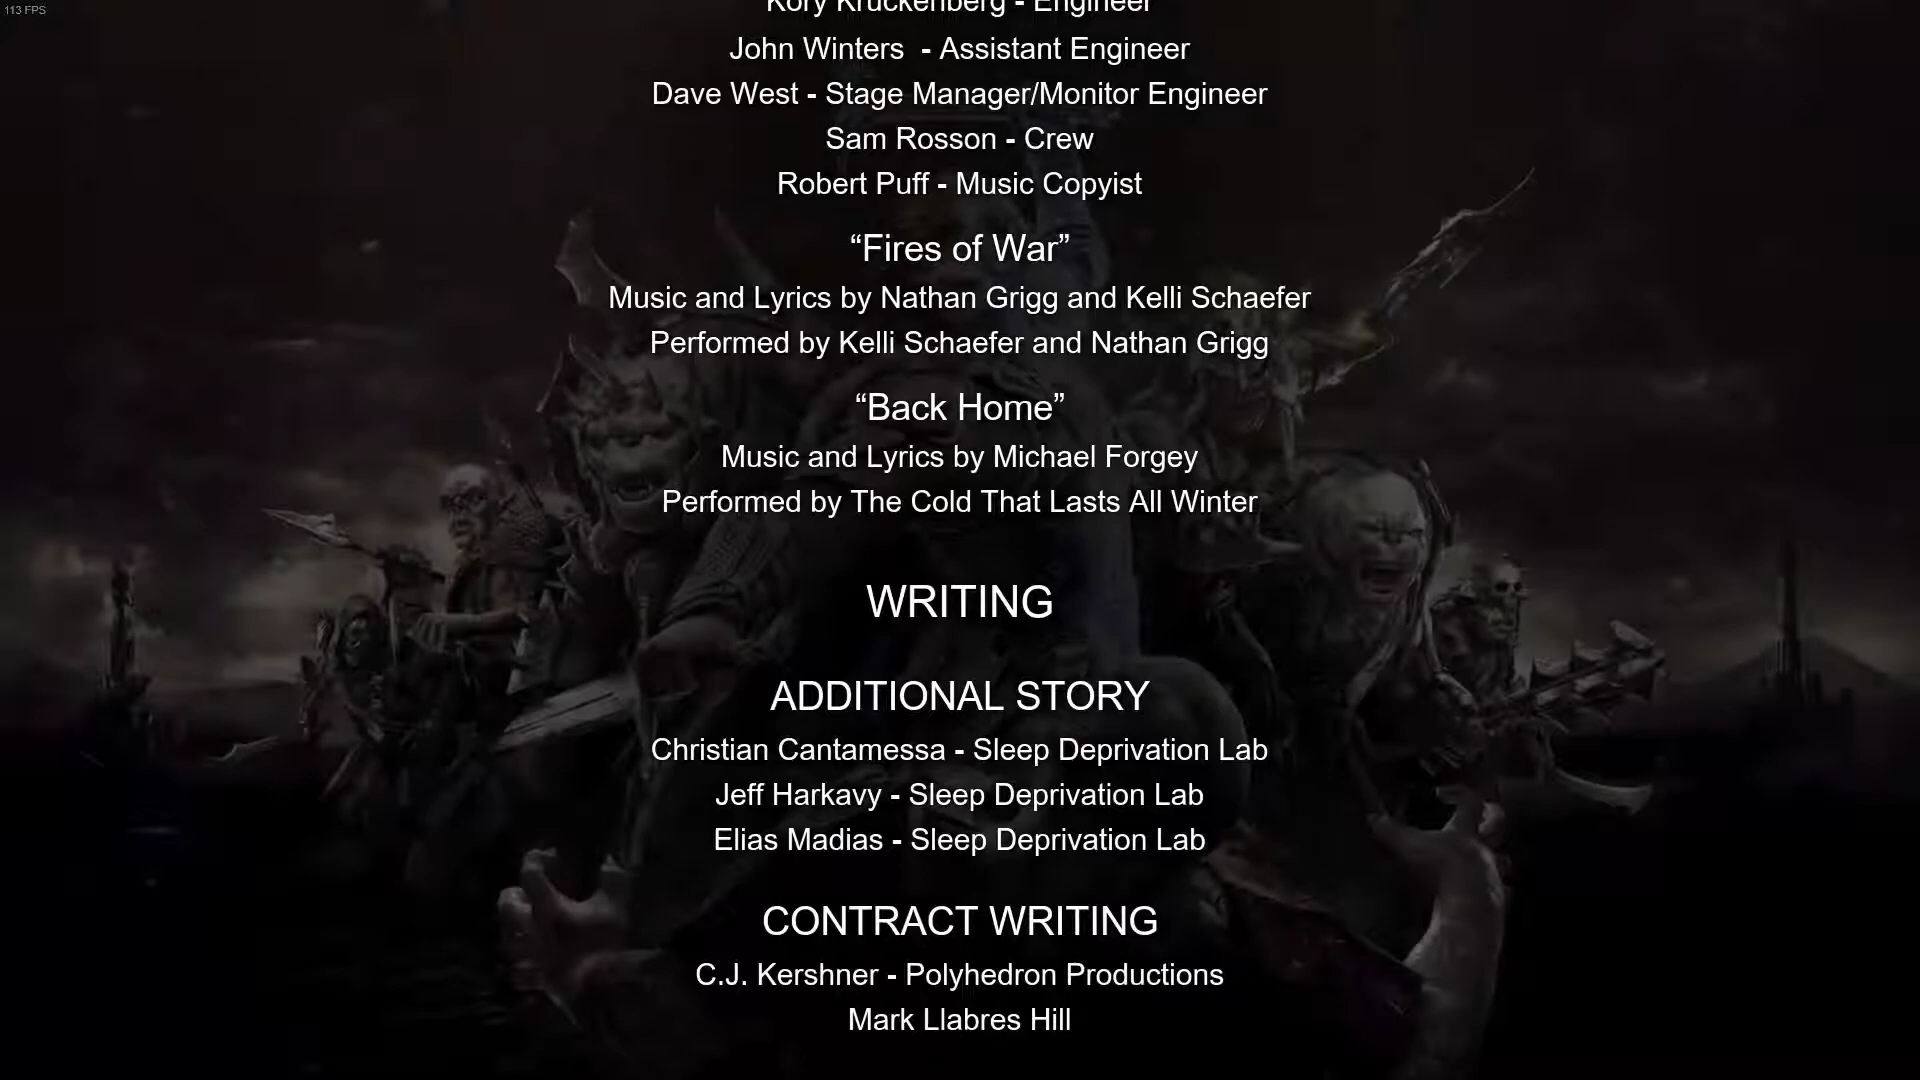 113 FPS
Kory Kruckenberg - Engineer
John Winters - Assistant Engineer
Dave West - Stage Manager/Monitor Engineer
Sam Rosson - Crew
Robert Puff - Music Copyist
“Fires of War”
Music and Lyrics by Nathan Grigg and Kelli Schaefer
Performed by Kelli Schaefer and Nathan Grigg
“Back Home”
Music and Lyrics by Michael Forgey
Performed by The Cold That Lasts All Winter
WRITING
ADDITIONAL STORY
Christian Cantamessa - Sleep Deprivation Lab
Jeff Harkavy - Sleep Deprivation Lab
Elias Madias - Sleep Deprivation Lab
CONTRACT WRITING
C.J. Kershner - Polyhedron Productions
Mark Llabres Hill